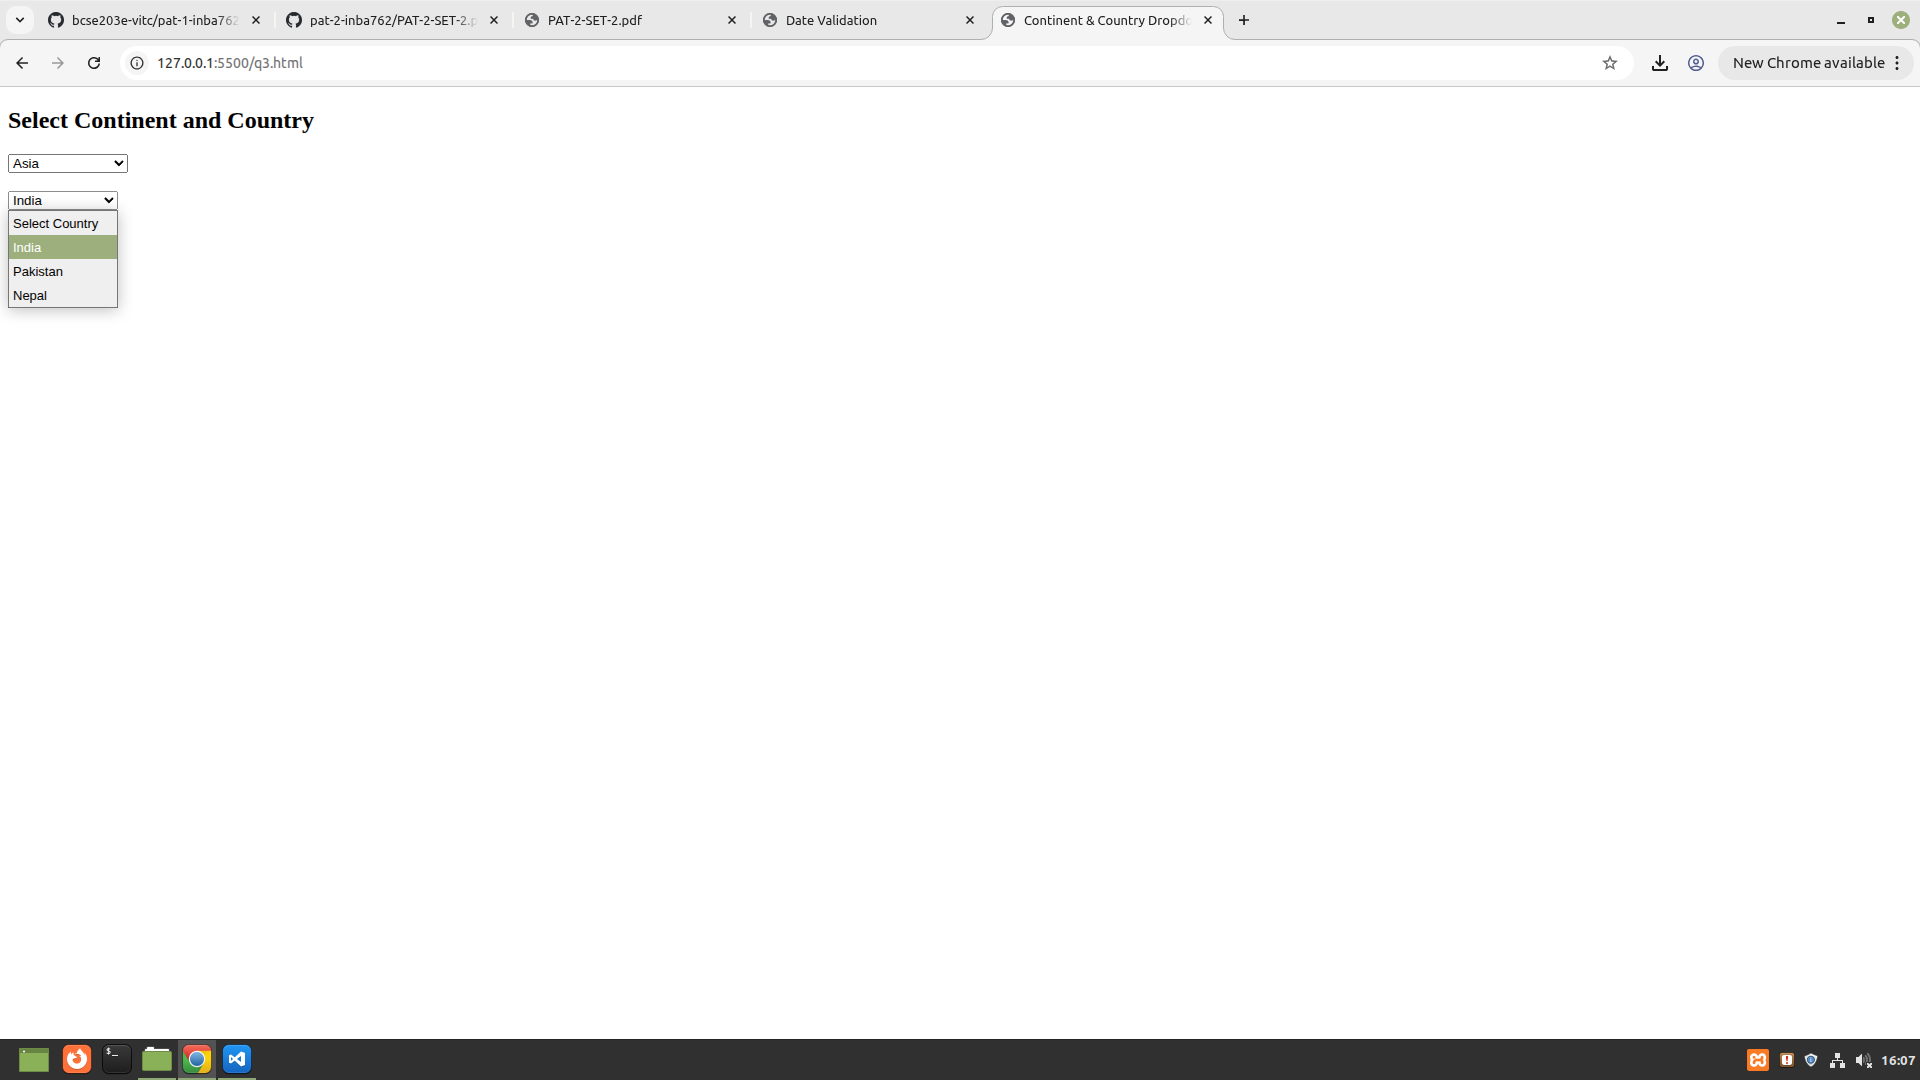 bcse203e-vitc/pat-1-inba762
pat-2-inba762/PAT-2-SET-2.p
PAT-2-SET-2.pdf
Date Validation
Continent & Country Dropdo
127.0.0.1:5500/q3.html
New Chrome available
Select Continent and Country
Asia
India
Select Country
India
Pakistan
Nepal
$_
16:07